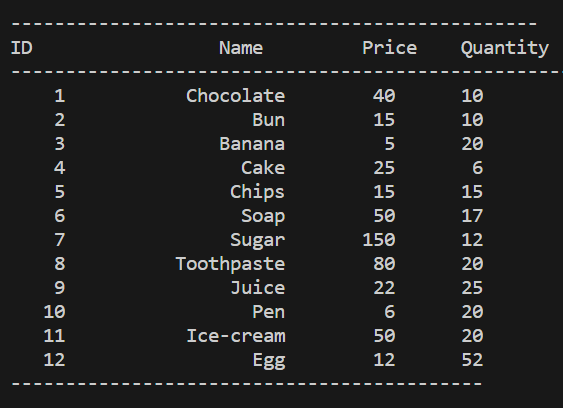 ------------------------------------------------
ID                 Name         Price    Quantity
---------------------------------------------------
    1           Chocolate        40      10
    2                 Bun        15      10
    3              Banana         5      20
    4                Cake        25       6
    5               Chips        15      15
    6                Soap        50      17
    7               Sugar       150      12
    8          Toothpaste        80      20
    9               Juice        22      25
   10                 Pen         6      20
   11           Ice-cream        50      20
   12                 Egg        12      52
-------------------------------------------